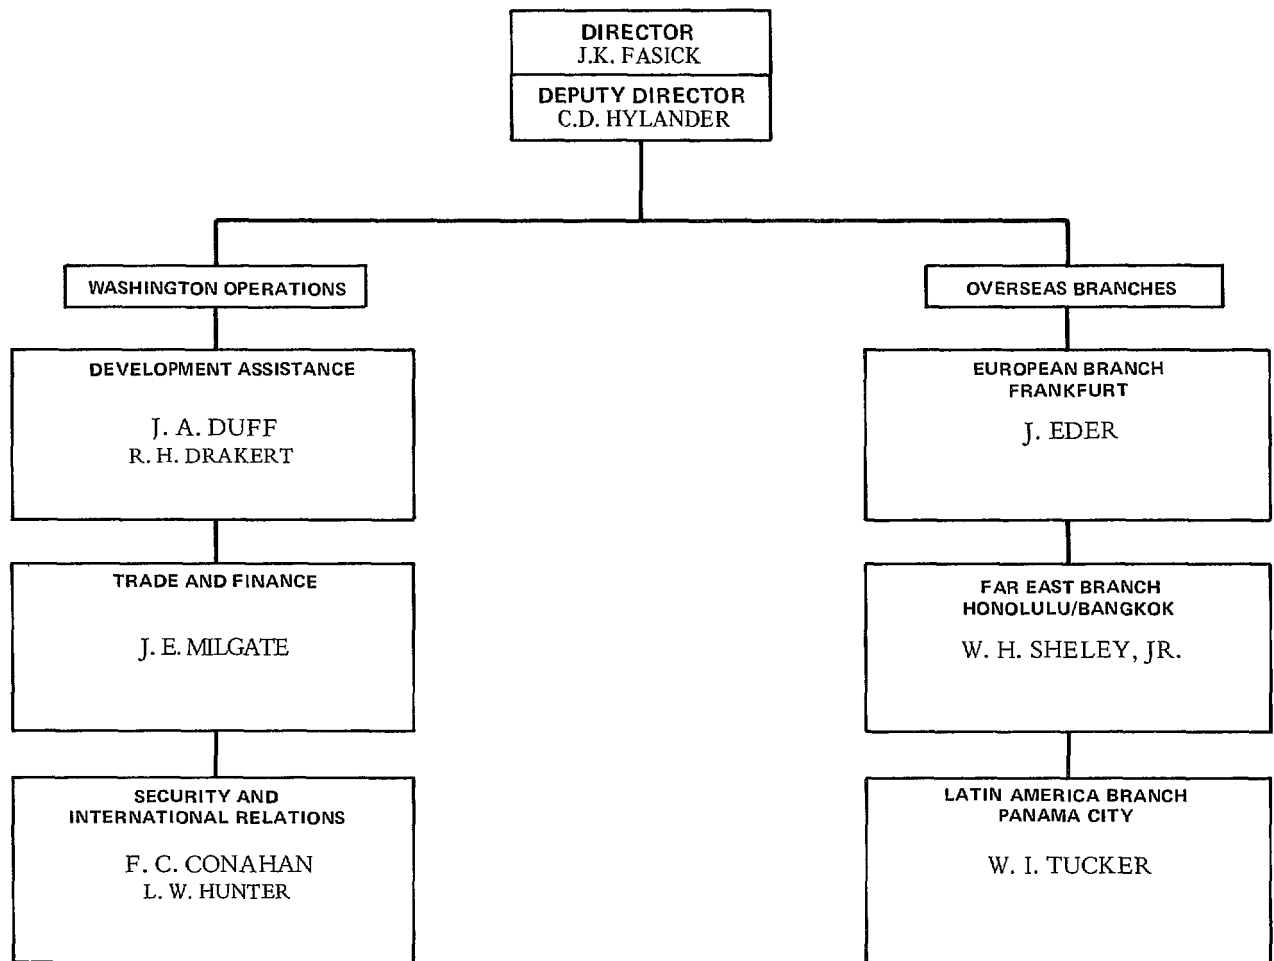 DIRECTOR
J.K. FASICK
DEPUTY DIRECTOR
C.D. HYLANDER
WASHINGTON OPERATIONS
DEVELOPMENT ASSISTANCE
J. A. DUFF
R. H. DRAKERT
TRADE AND FINANCE
J. E. MILGATE
SECURITY AND
INTERNATIONAL RELATIONS
F. C. CONAHAN
L. W. HUNTER
OVERSEAS BRANCHES
EUROPEAN BRANCH
FRANKFURT
J. EDER
FAR EAST BRANCH
HONOLULU/BANGKOK
W. H. SHELEY, JR.
LATIN AMERICA BRANCH
PANAMA CITY
W. I. TUCKER